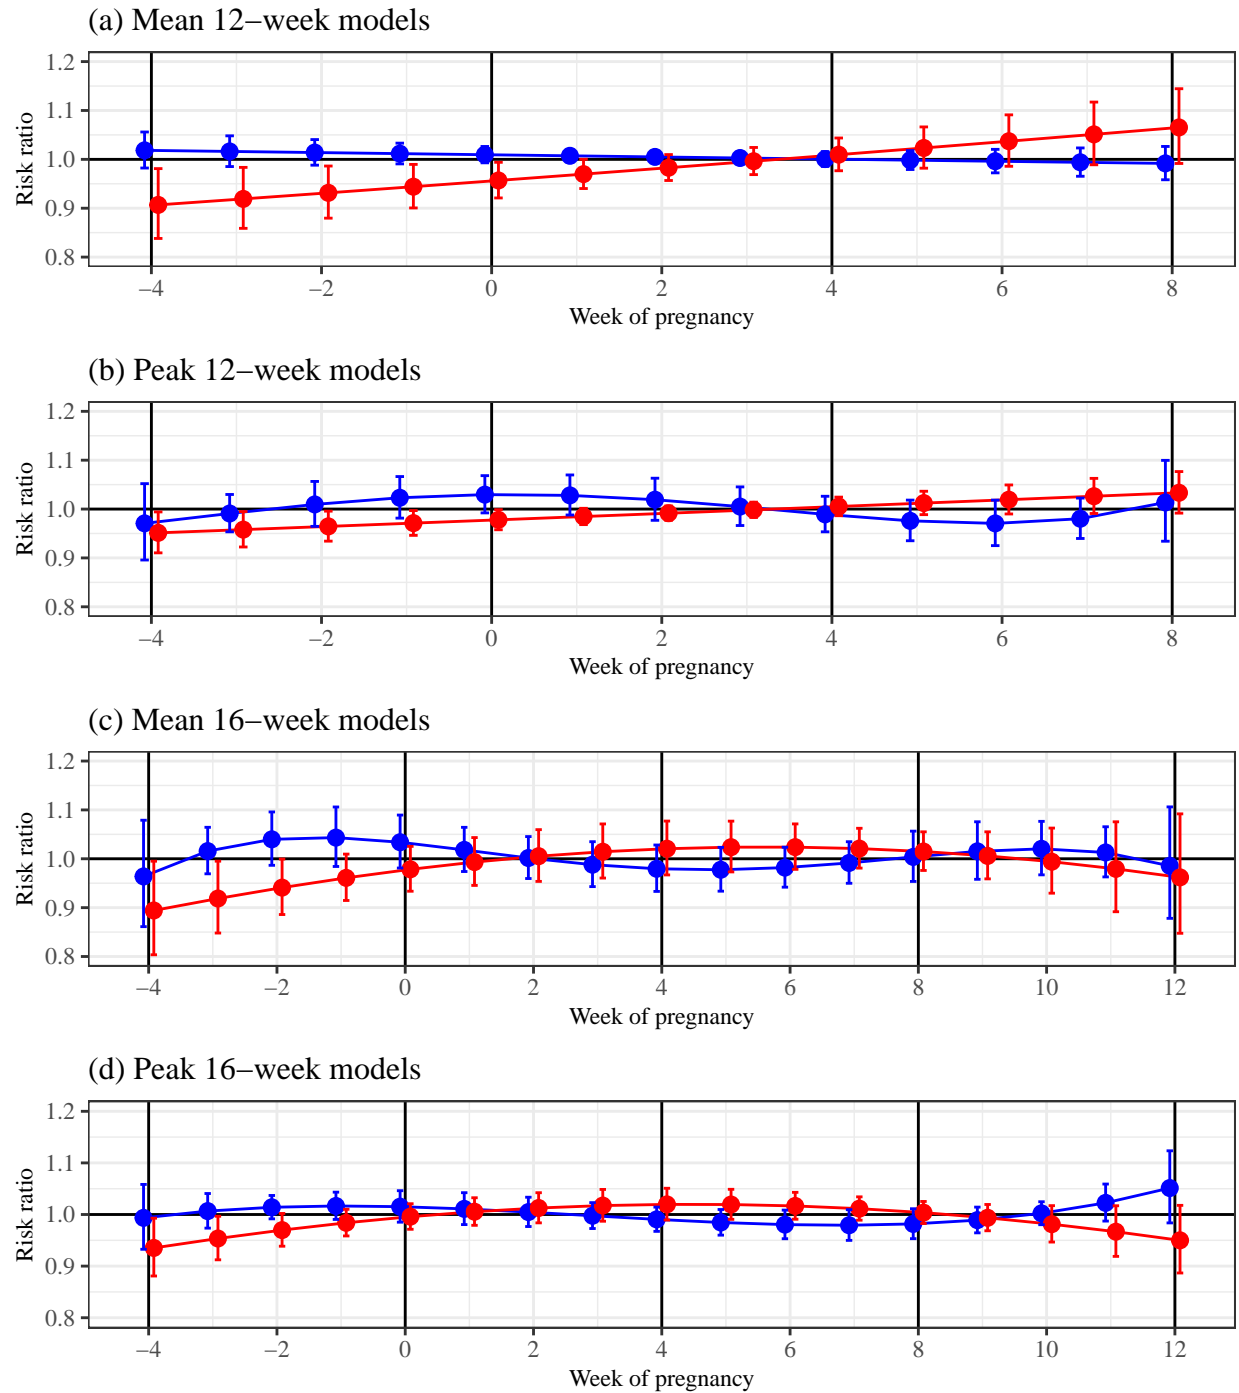 (a) Mean 12−week models
1.2
1.1
1.0
0.9
0.8
Risk ratio
−4 −2 0 2 4 6 8
Week of pregnancy
(b) Peak 12−week models
1.2
1.1
1.0
0.9
0.8
Risk ratio
−4 −2 0 2 4 6 8
Week of pregnancy
(c) Mean 16−week models
1.2
1.1
1.0
0.9
0.8
Risk ratio
−4 −2 0 2 4 6 8 10 12
Week of pregnancy
(d) Peak 16−week models
1.2
1.1
1.0
0.9
0.8
Risk ratio
−4 −2 0 2 4 6 8 10 12
Week of pregnancy